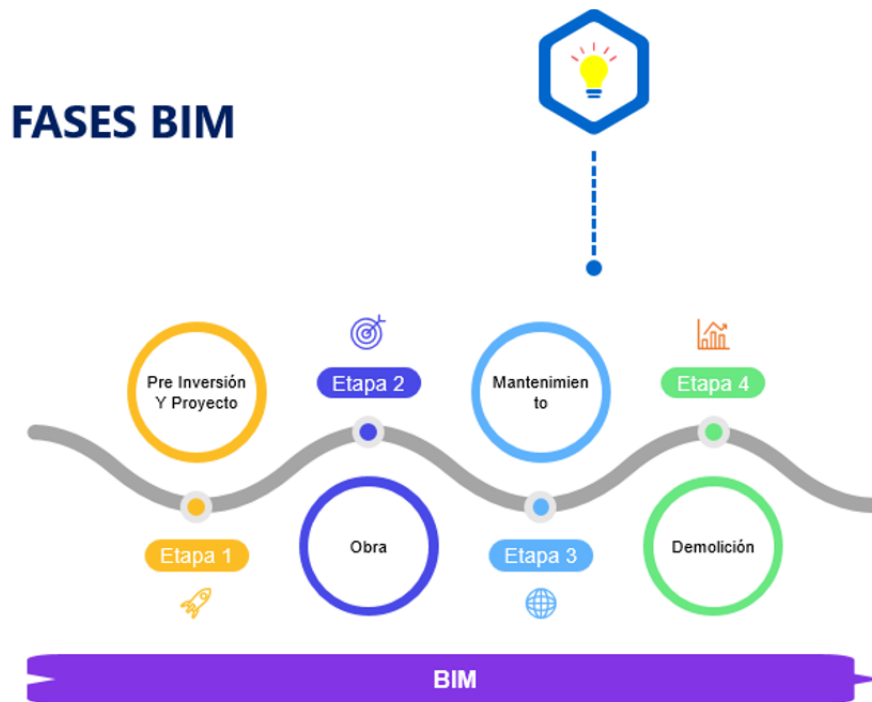 FASES BIM
Pre Inversión
Y Proyecto
Etapa 1
Etapa 2
Obra
Mantenimien
to
Etapa 3
Etapa 4
Demolición
BIM